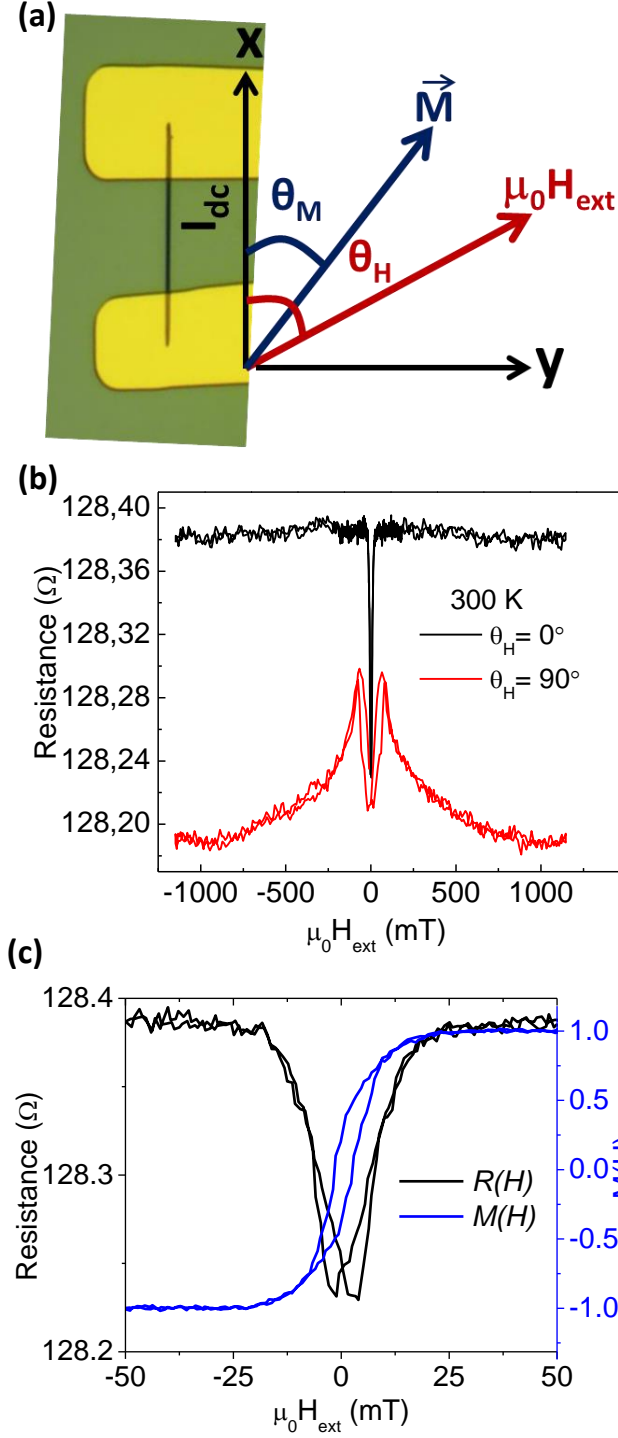 (a)
x
M
μ₀Hext
Idc
θM
θH
y
(b)
128,40
128,36
128,32
128,28
128,24
128,20
Resistance (Ω)
300 K
θH= 0°
θH= 90°
-1000 -500 0 500 1000
μ₀Hext (mT)
(c)
128.4
128.3
128.2
Resistance (Ω)
1.0
0.5
0.0
-0.5
-1.0
R(H)
M(H)
-50 -25 0 25 50
μ₀Hext (mT)